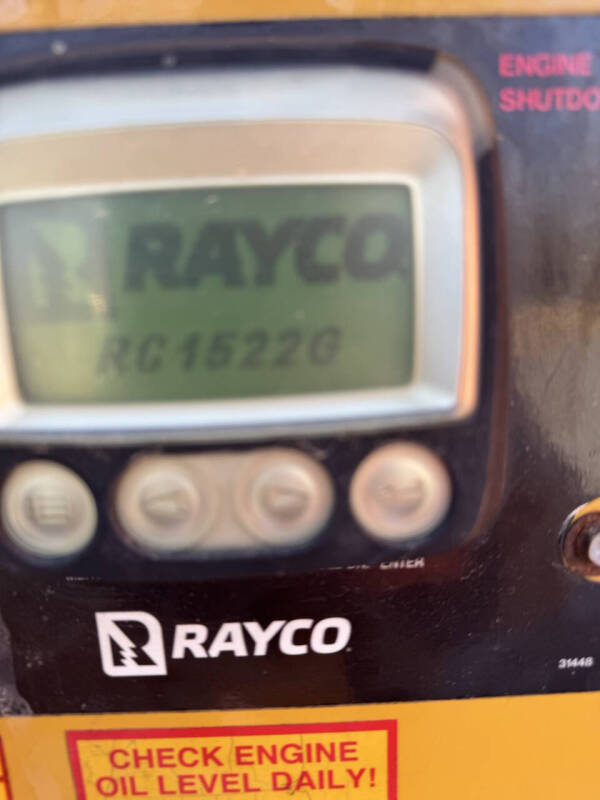 ENGINE
SHUTDO
RAYCO
RC1522G
ENTER
RAYCO
31448
CHECK ENGINE
OIL LEVEL DAILY!